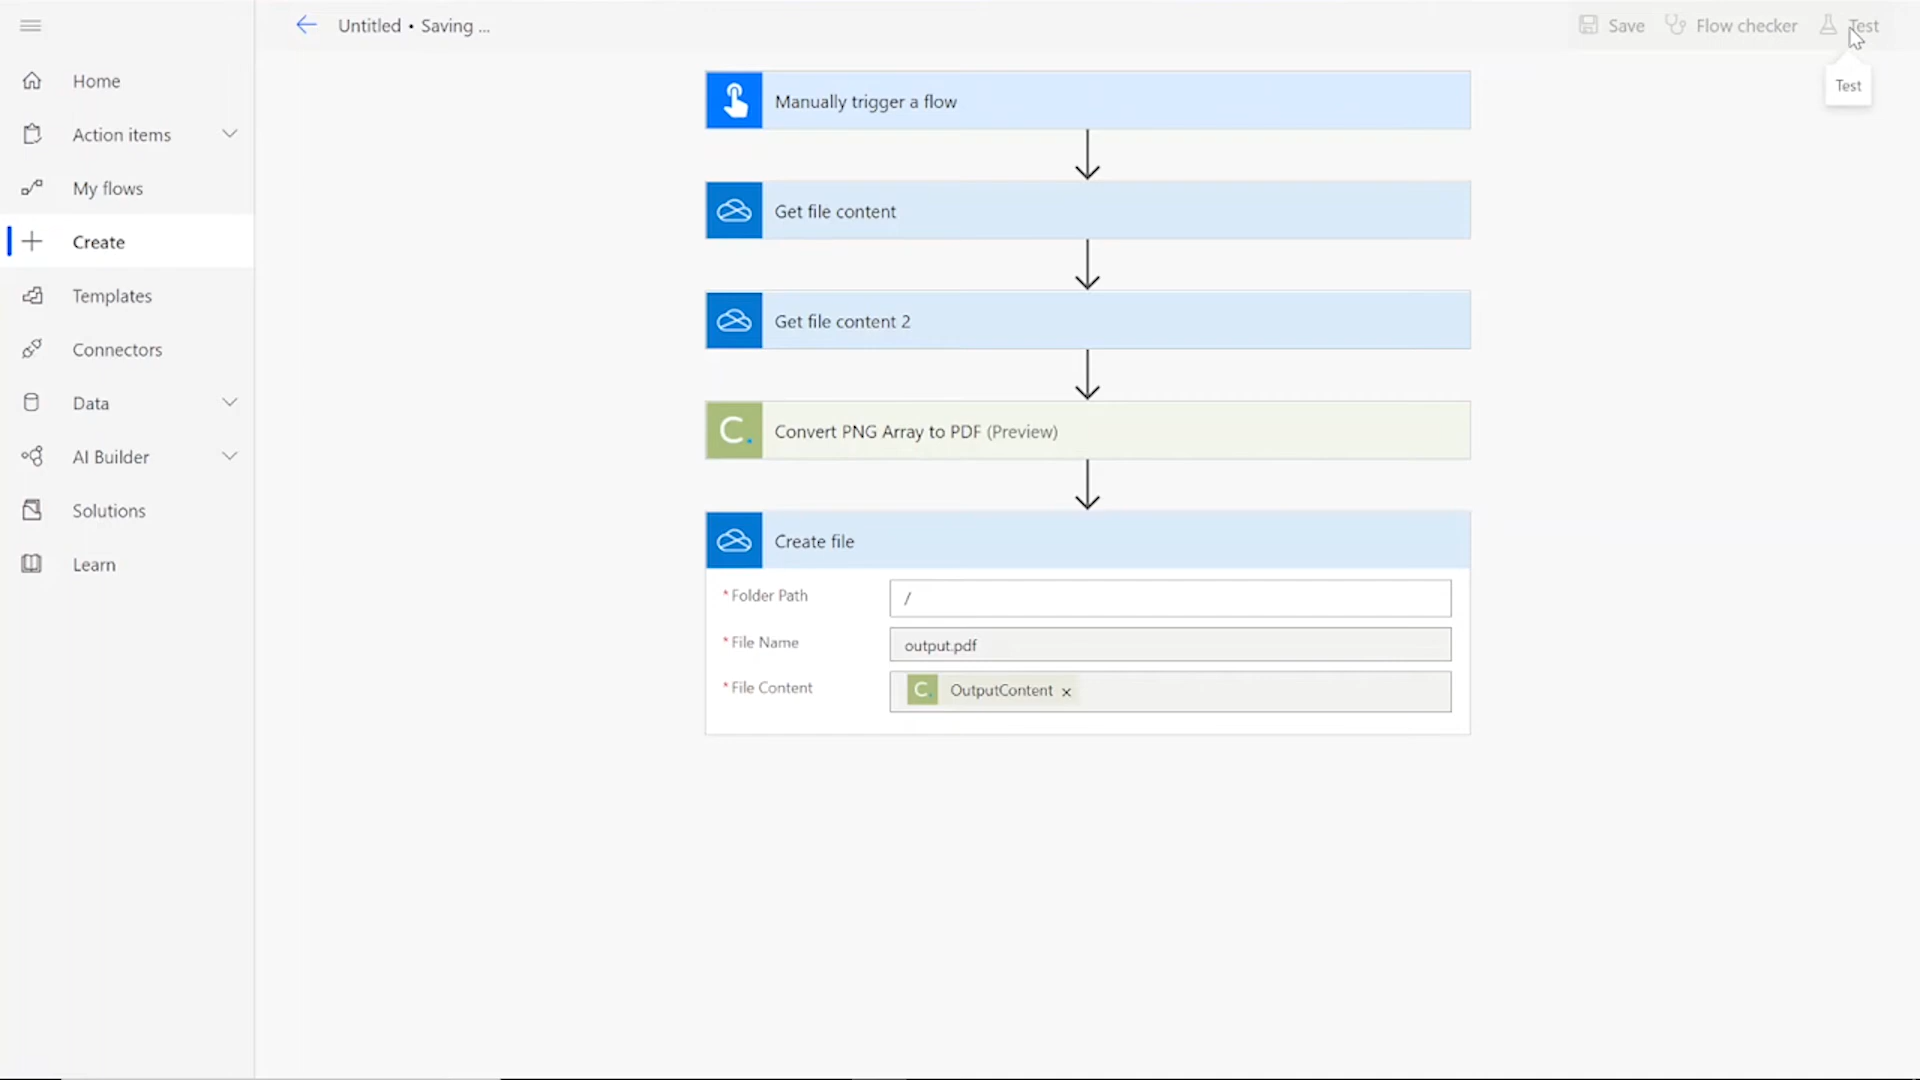 Untitled • Saving ...
Save
Flow checker
Test
Test
Home
Action items
My flows
Create
Templates
Connectors
Data
AI Builder
Solutions
Learn
Manually trigger a flow
Get file content
Get file content 2
C.
Convert PNG Array to PDF (Preview)
Create file
* Folder Path
/
* File Name
output.pdf
* File Content
C. OutputContent ×